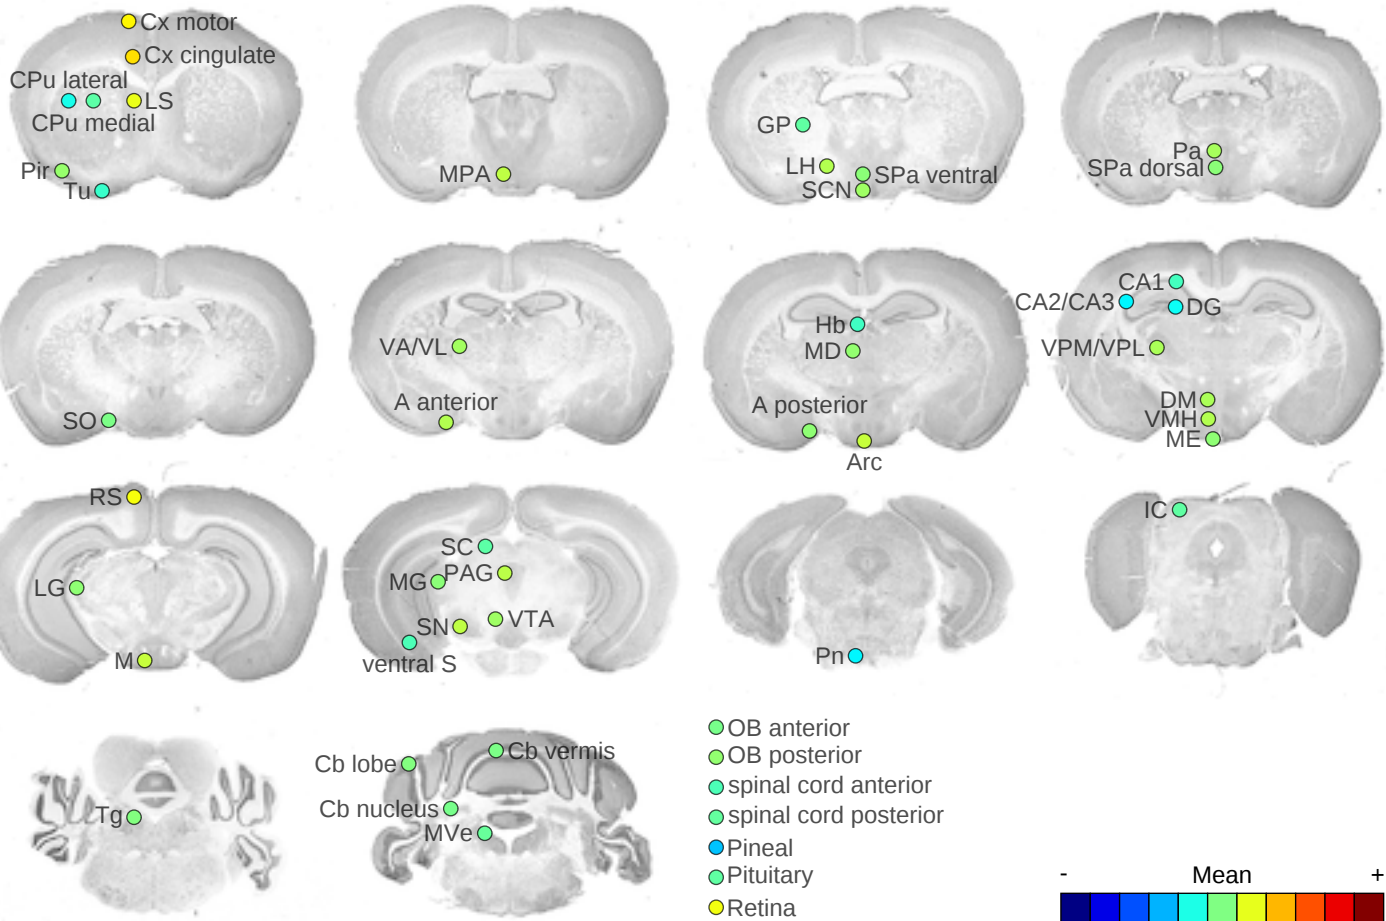 Cx motor
Cx cingulate
CPu lateral
LS
CPu medial
Pir
Tu
MPA
GP
LH
SPa ventral
SCN
Pa
SPa dorsal
SO
VA/VL
A anterior
Hb
MD
A posterior
Arc
CA1
CA2/CA3
DG
VPM/VPL
DM
VMH
ME
RS
LG
M
SC
MG
PAG
SN
VTA
ventral S
Pn
IC
Tg
Cb lobe
Cb vermis
Cb nucleus
MVe
OB anterior
OB posterior
spinal cord anterior
spinal cord posterior
Pineal
Pituitary
Retina
- Mean +